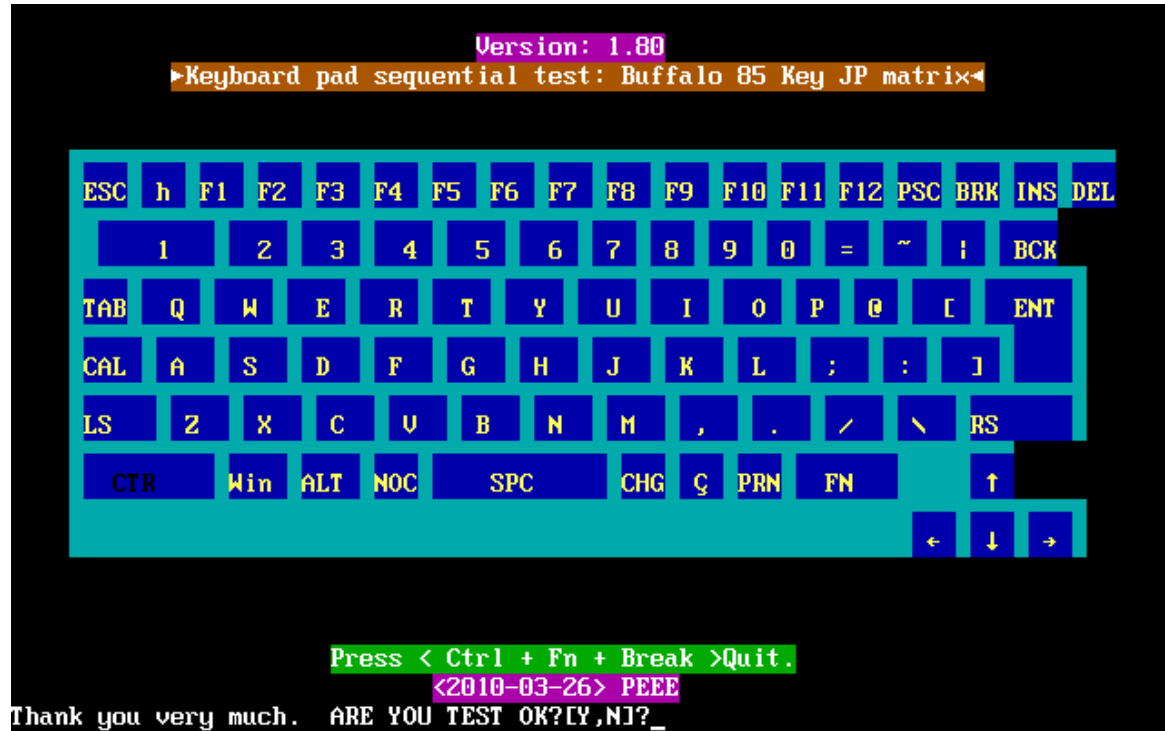 Version: 1.80
►Keyboard pad sequential test: Buffalo 85 Key JP matrix◄
ESC h F1 F2 F3 F4 F5 F6 F7 F8 F9 F10 F11 F12 PSC BRK INS DEL
1 2 3 4 5 6 7 8 9 0 = ~ ¦ BCK
TAB Q W E R T Y U I O P @ [ ENT
CAL A S D F G H J K L ; : ]
LS Z X C V B N M , . / \ RS
CTR Win ALT NOC SPC CHG Ç PRN FN ↑
← ↓ →
Press < Ctrl + Fn + Break >Quit.
<2010-03-26> PEEE
Thank you very much.  ARE YOU TEST OK?[Y,N]?_